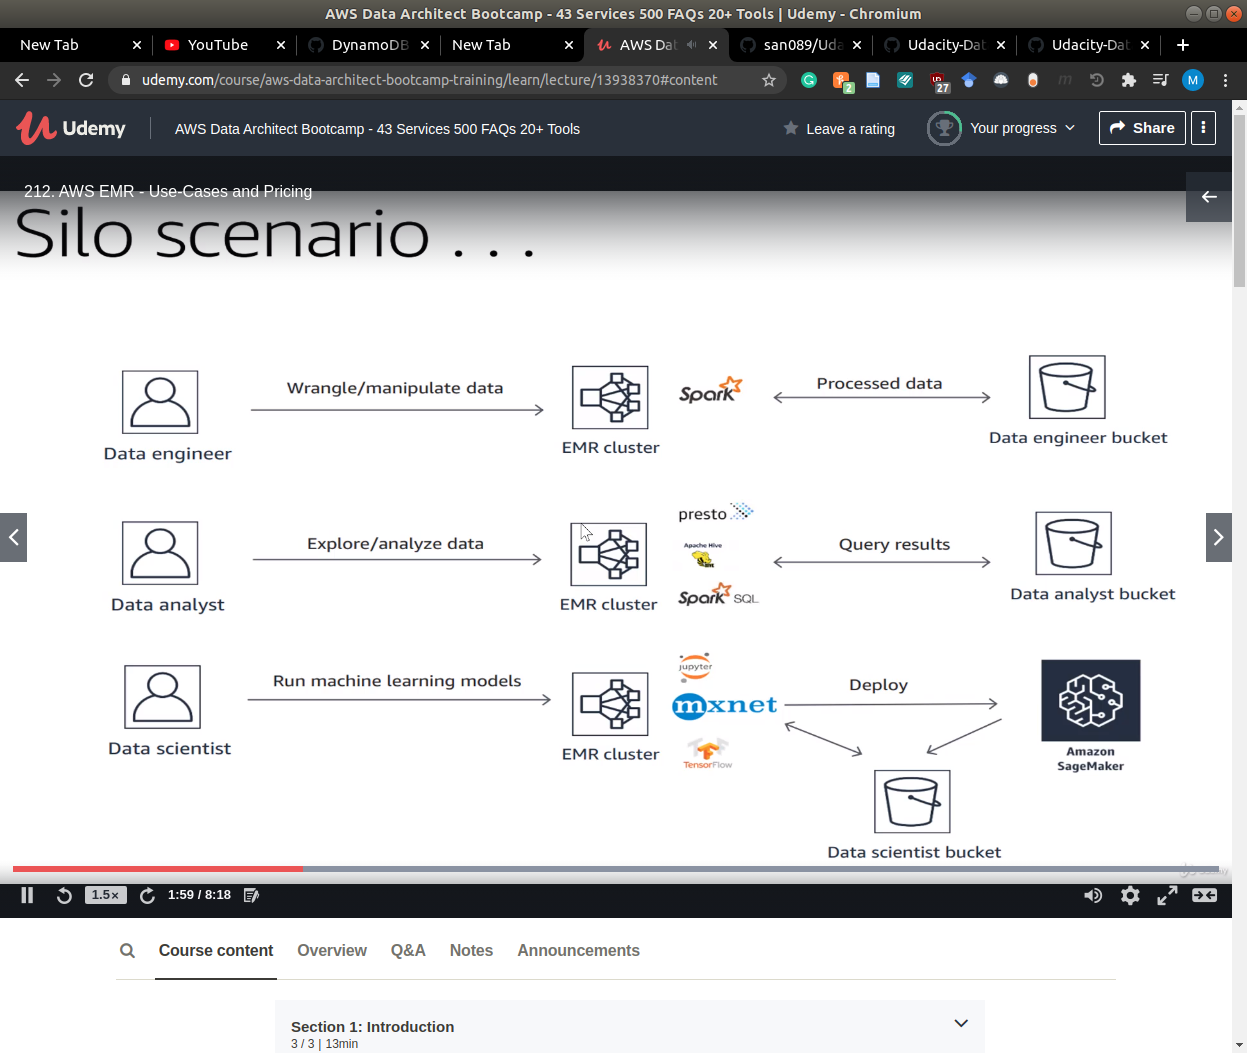 AWS Data Architect Bootcamp - 43 Services 500 FAQs 20+ Tools | Udemy - Chromium
New Tab
YouTube
DynamoDB
New Tab
AWS Dat
san089/Uda
Udacity-Dat
Udacity-Dat
udemy.com/course/aws-data-architect-bootcamp-training/learn/lecture/13938370#content
2
27
M
Udemy
AWS Data Architect Bootcamp - 43 Services 500 FAQs 20+ Tools
Leave a rating
Your progress
Share
212. AWS EMR - Use-Cases and Pricing
Silo scenario . . .
Wrangle/manipulate data
Spark
Processed data
Data engineer
EMR cluster
Data engineer bucket
presto
Explore/analyze data
Apache Hive
HIVE
Query results
Data analyst
EMR cluster
Spark SQL
Data analyst bucket
Run machine learning models
jupyter
mxnet
Deploy
Data scientist
EMR cluster
TensorFlow
Amazon
SageMaker
Data scientist bucket
1.5×
1:59 / 8:18
Course content
Overview
Q&A
Notes
Announcements
Section 1: Introduction
3 / 3 | 13min